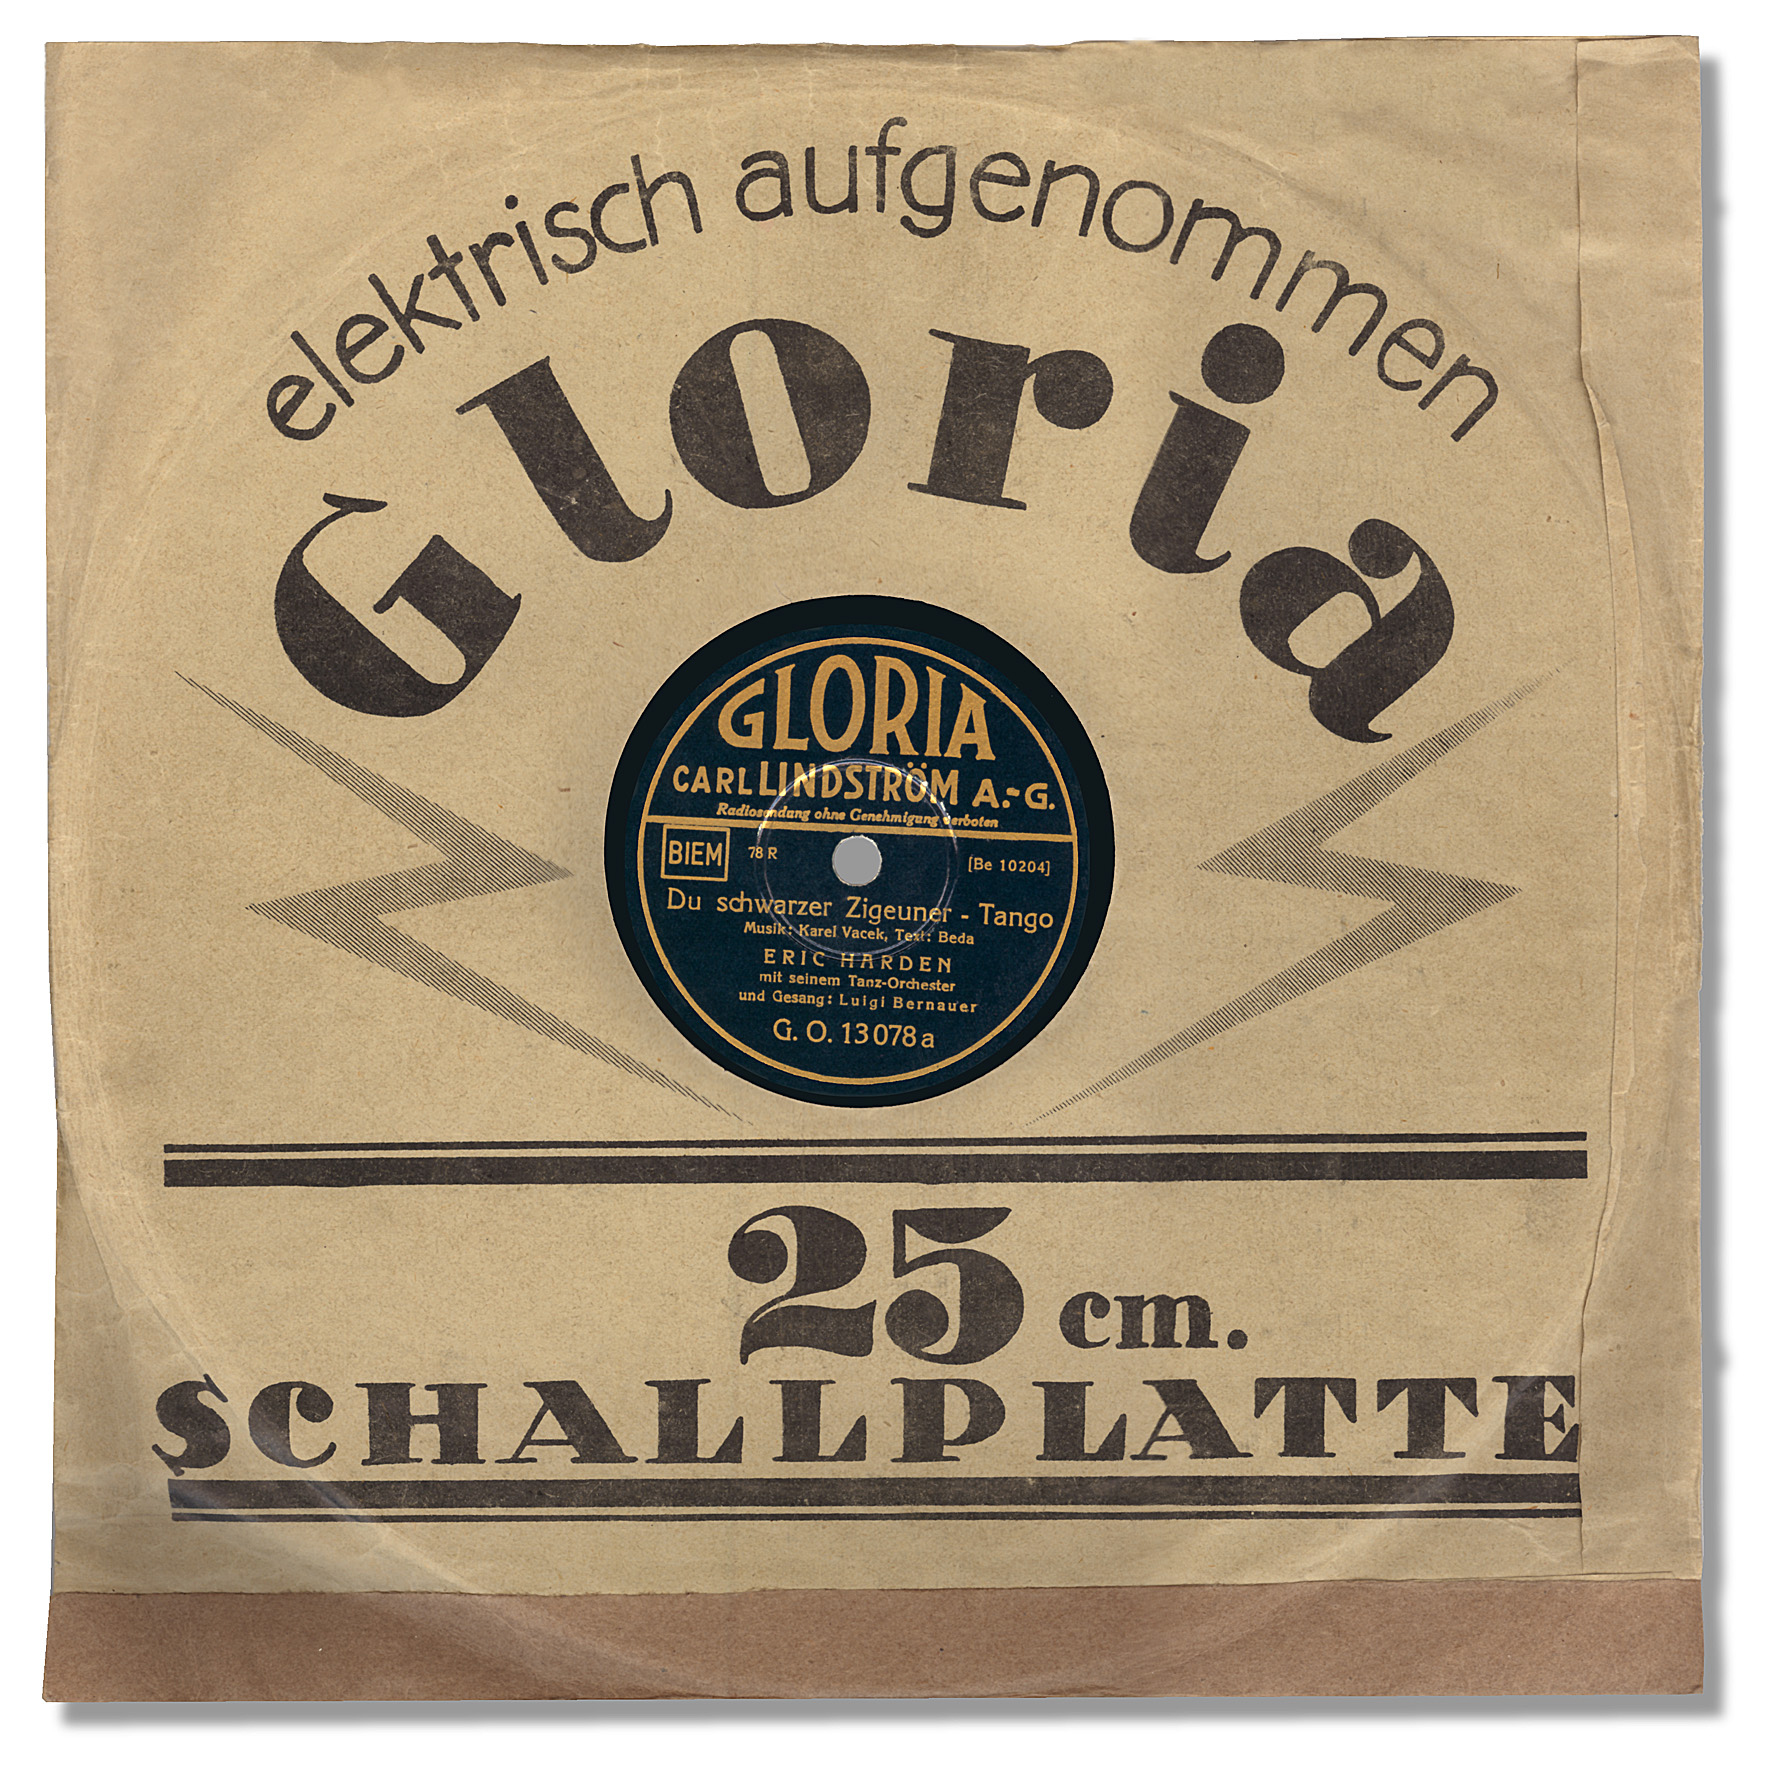 elektrisch aufgenommen
Gloria
GLORIA
CARL LINDSTRÖM A.-G.
Radiosendung ohne Genehmigung verboten
BIEM 78 R [Be 10204]
Du schwarzer Zigeuner - Tango
Musik: Karel Vacek, Text: Beda
ERIC HARDEN
mit seinem Tanz-Orchester
und Gesang: Luigi Bernauer
G. O. 13078a
25 cm.
SCHALLPLATTE